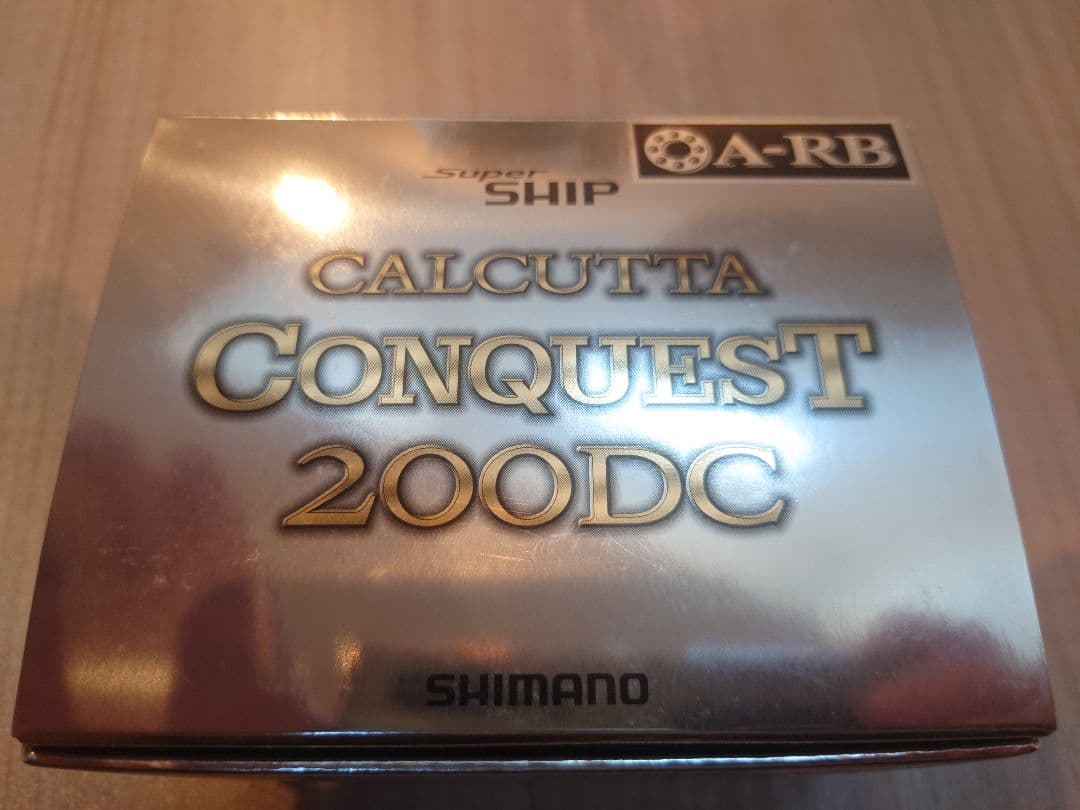 A-RB
Super
SHIP
CALCUTTA
CONQUEST
200DC
SHIMANO